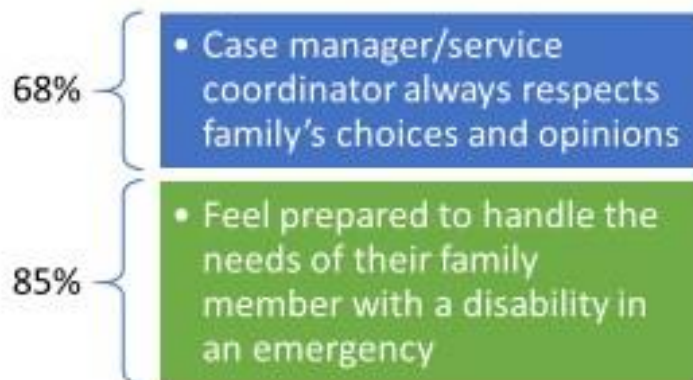 68%
• Case manager/service
coordinator always respects
family's choices and opinions
85%
• Feel prepared to handle the
needs of their family
member with a disability in
an emergency